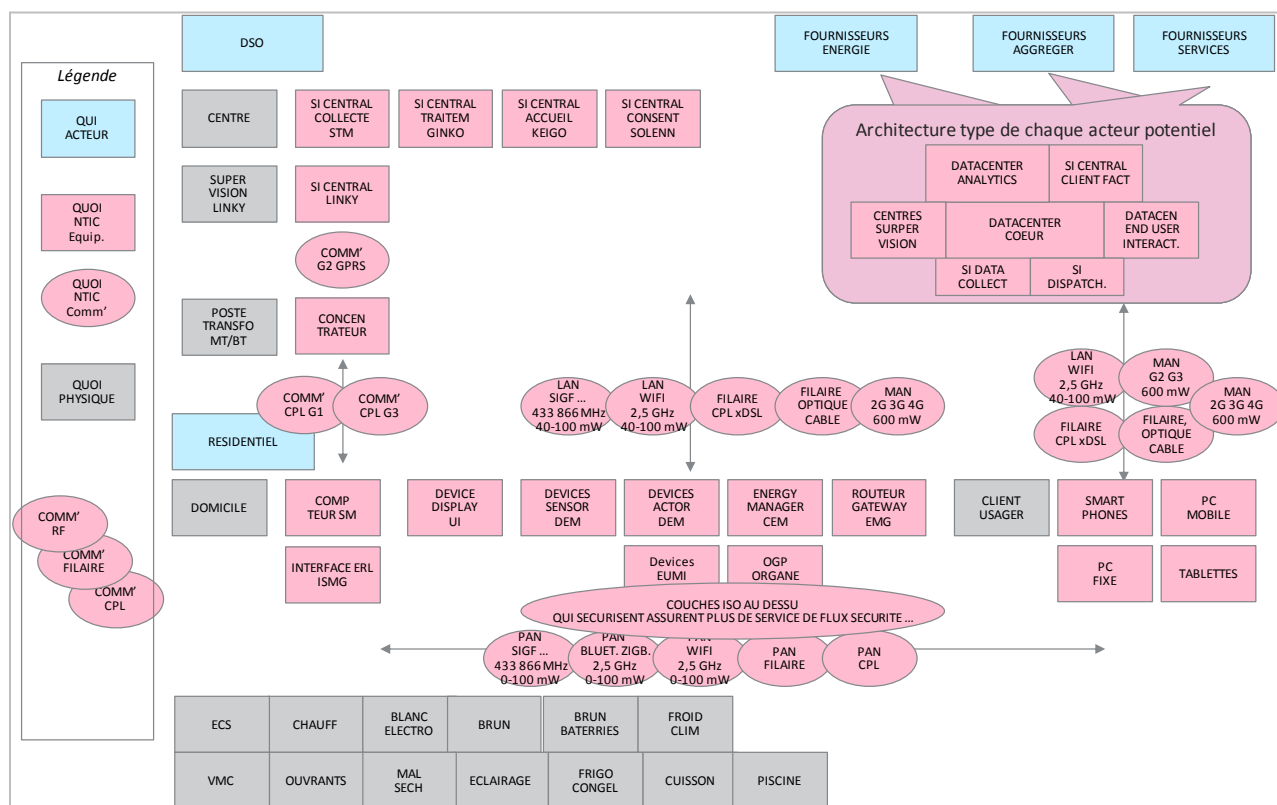 Légende
QUI
ACTEUR
QUOI
NTIC
Equip.
QUOI
NTIC
Comm'
QUOI
PHYSIQUE
COMM'
RF
COMM'
FILAIRE
COMM'
CPL
DSO
FOURNISSEURS
ENERGIE
FOURNISSEURS
AGGREGER
FOURNISSEURS
SERVICES
CENTRE
SI CENTRAL
COLLECTE
STM
SI CENTRAL
TRAITEM
GINKO
SI CENTRAL
ACCUEIL
KEIGO
SI CENTRAL
CONSENT
SOLENN
Architecture type de chaque acteur potentiel
DATACENTER
ANALYTICS
SI CENTRAL
CLIENT FACT
CENTRES
SURPER
VISION
DATACENTER
COEUR
DATACEN
END USER
INTERACT.
SI DATA
COLLECT
SI
DISPATCH.
SUPER
VISION
LINKY
SI CENTRAL
LINKY
COMM'
G2 GPRS
POSTE
TRANSFO
MT/BT
CONCEN
TRATEUR
COMM'
CPL G1
COMM'
CPL G3
LAN
SIGF ...
433 866 MHz
40-100 mW
LAN
WIFI
2,5 GHz
40-100 mW
FILAIRE
CPL xDSL
FILAIRE
OPTIQUE
CABLE
MAN
2G 3G 4G
600 mW
LAN
WIFI
2,5 GHz
40-100 mW
MAN
G2 G3
600 mW
MAN
2G 3G 4G
600 mW
FILAIRE
CPL xDSL
FILAIRE,
OPTIQUE
CABLE
RESIDENTIEL
DOMICILE
COMP
TEUR SM
DEVICE
DISPLAY
UI
DEVICES
SENSOR
DEM
DEVICES
ACTOR
DEM
ENERGY
MANAGER
CEM
ROUTEUR
GATEWAY
EMG
CLIENT
USAGER
SMART
PHONES
PC
MOBILE
INTERFACE ERL
ISMG
Devices
EUMI
OGP
ORGANE
PC
FIXE
TABLETTES
COUCHES ISO AU DESSU
QUI SECURISENT ASSURENT PLUS DE SERVICE DE FLUX SECURITE ...
PAN
SIGF ...
433 866 MHz
0-100 mW
PAN
BLUET. ZIGB.
2,5 GHz
0-100 mW
PAN
WIFI
2,5 GHz
0-100 mW
PAN
FILAIRE
PAN
CPL
ECS
CHAUFF
BLANC
ELECTRO
BRUN
BRUN
BATERRIES
FROID
CLIM
VMC
OUVRANTS
MAL
SECH
ECLAIRAGE
FRIGO
CONGEL
CUISSON
PISCINE